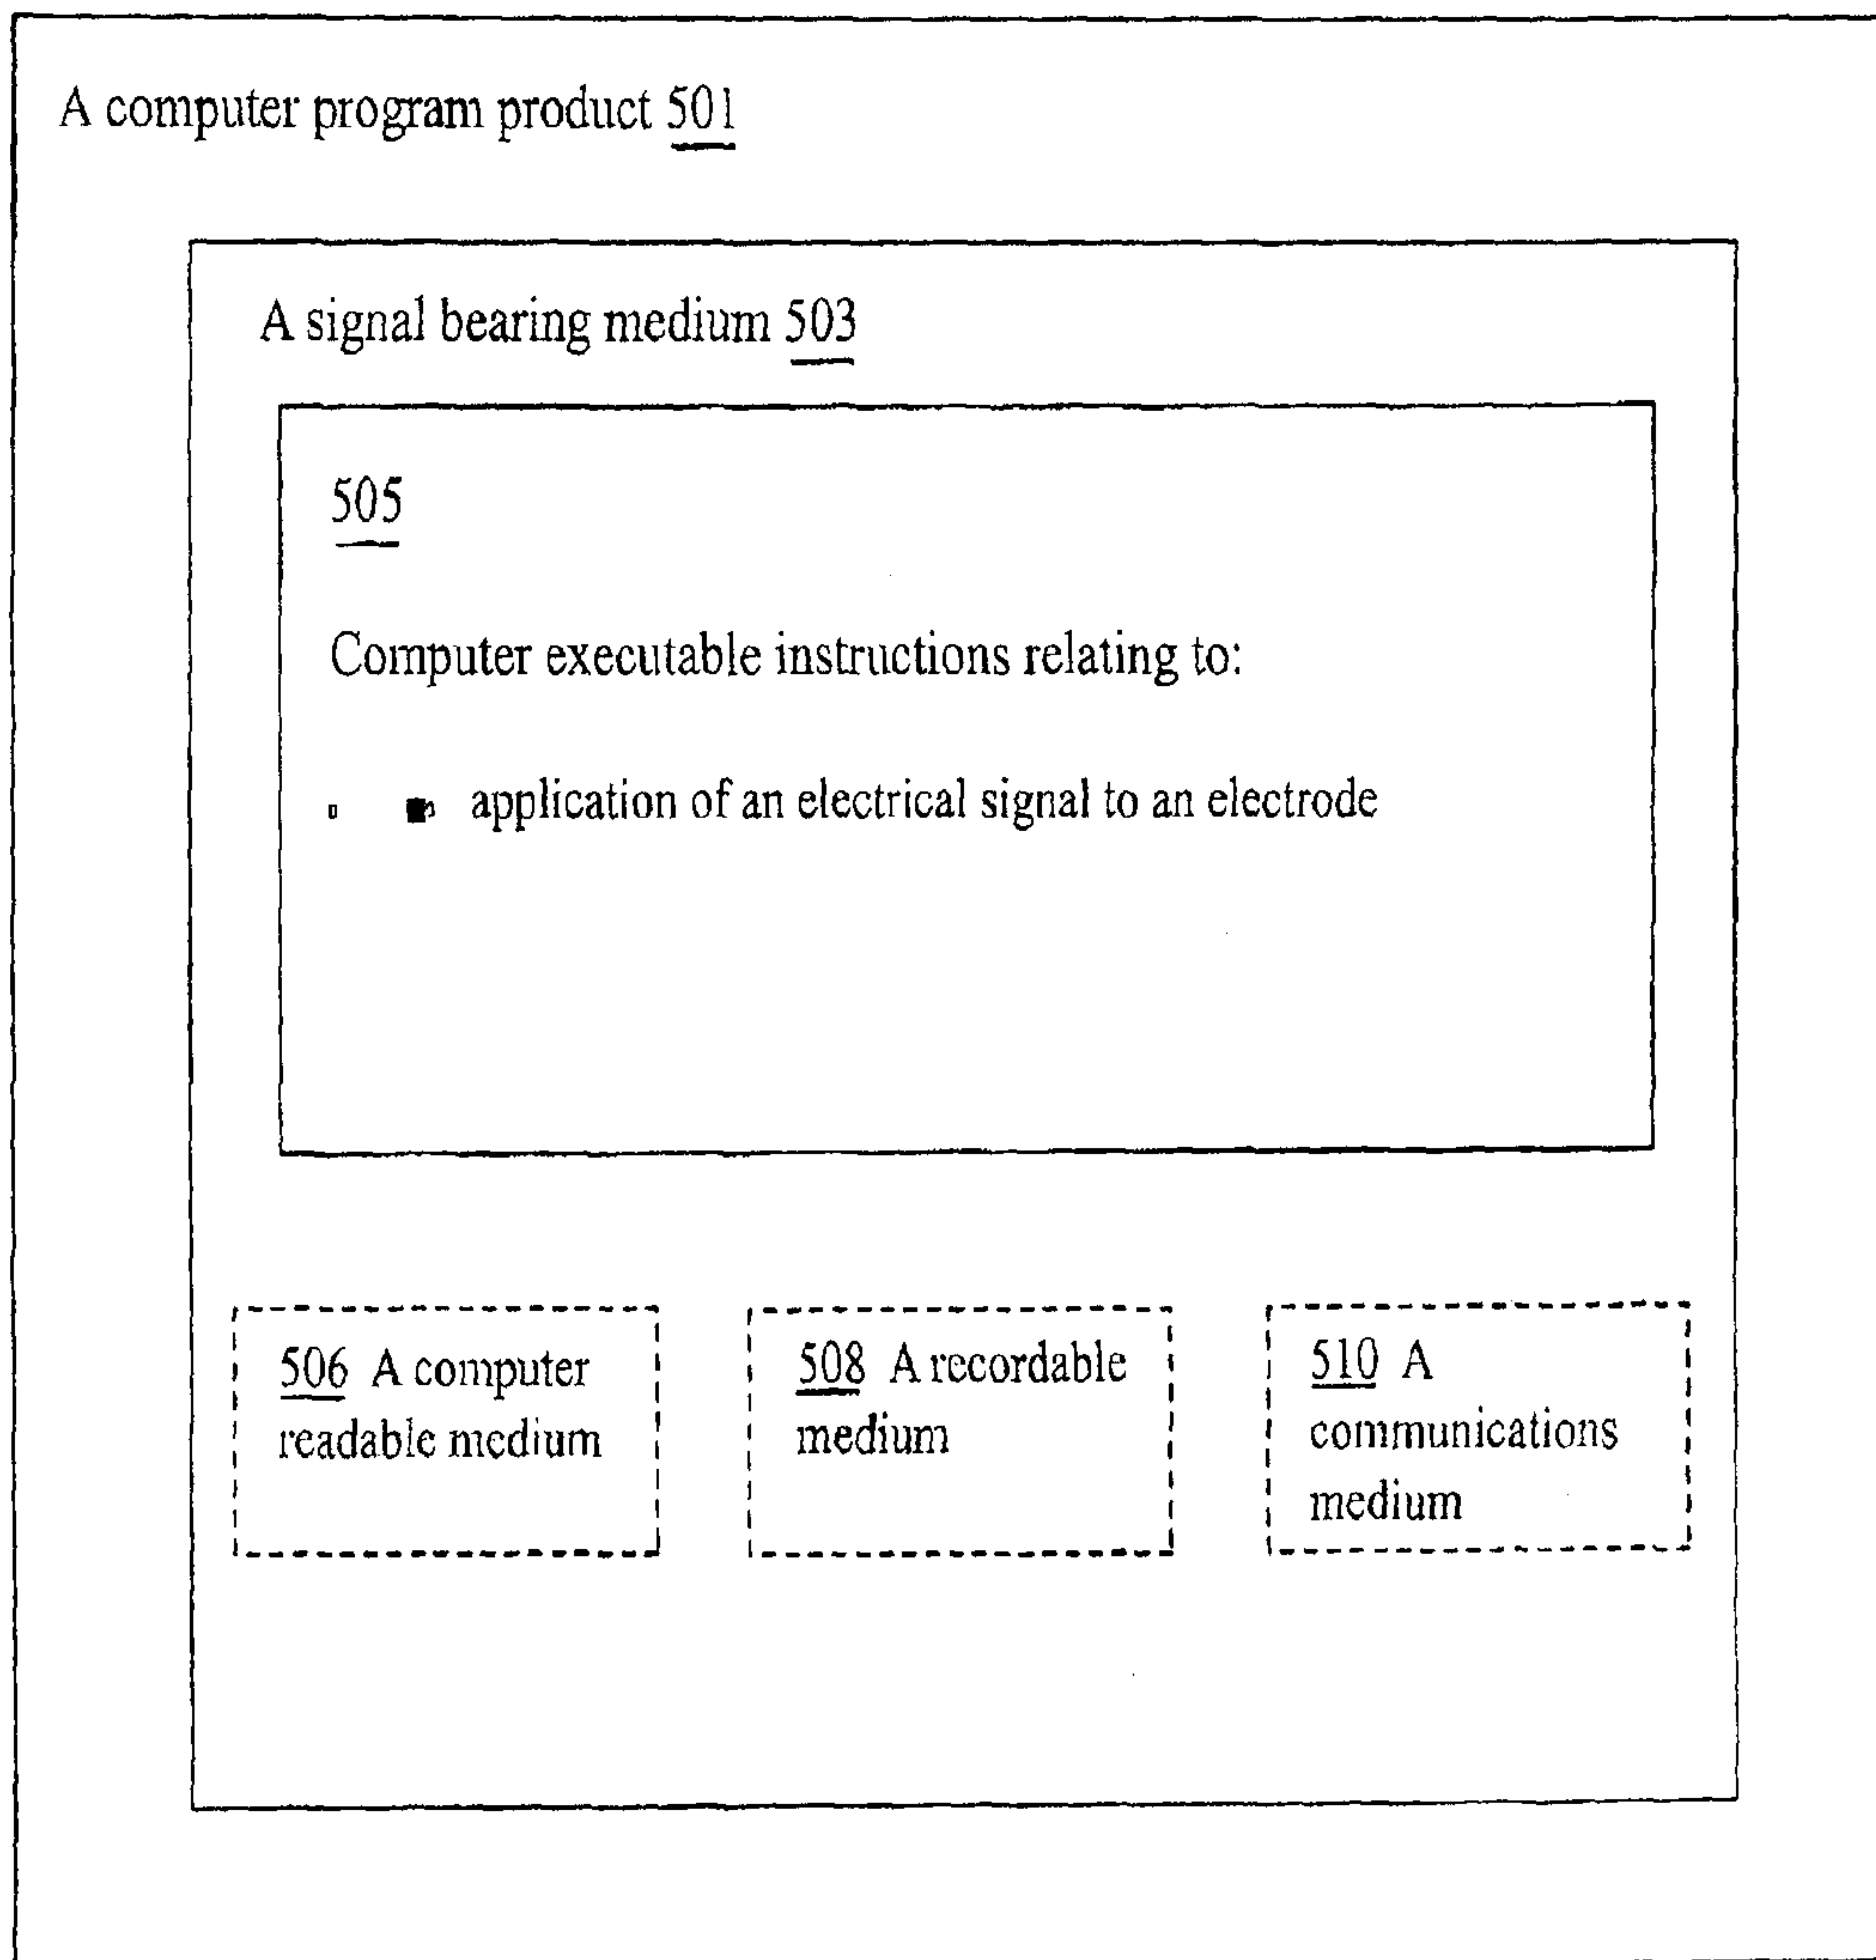 A computer program product 501
A signal bearing medium 503
505
Computer executable instructions relating to:
▯ ■ application of an electrical signal to an electrode
506 A computer
readable medium
508 A recordable
medium
510 A
communications
medium